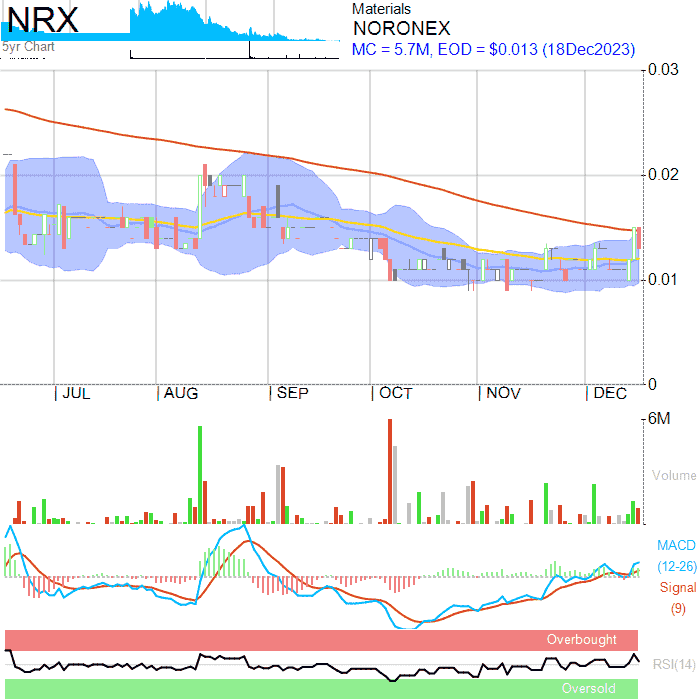 NRX
5yr Chart
Materials
NORONEX
MC = 5.7M, EOD = $0.013 (18Dec2023)
0.03
0.02
0.01
0
JUL AUG SEP OCT NOV DEC
6M
Volume
MACD
(12-26)
Signal
(9)
Overbought
RSI(14)
Oversold